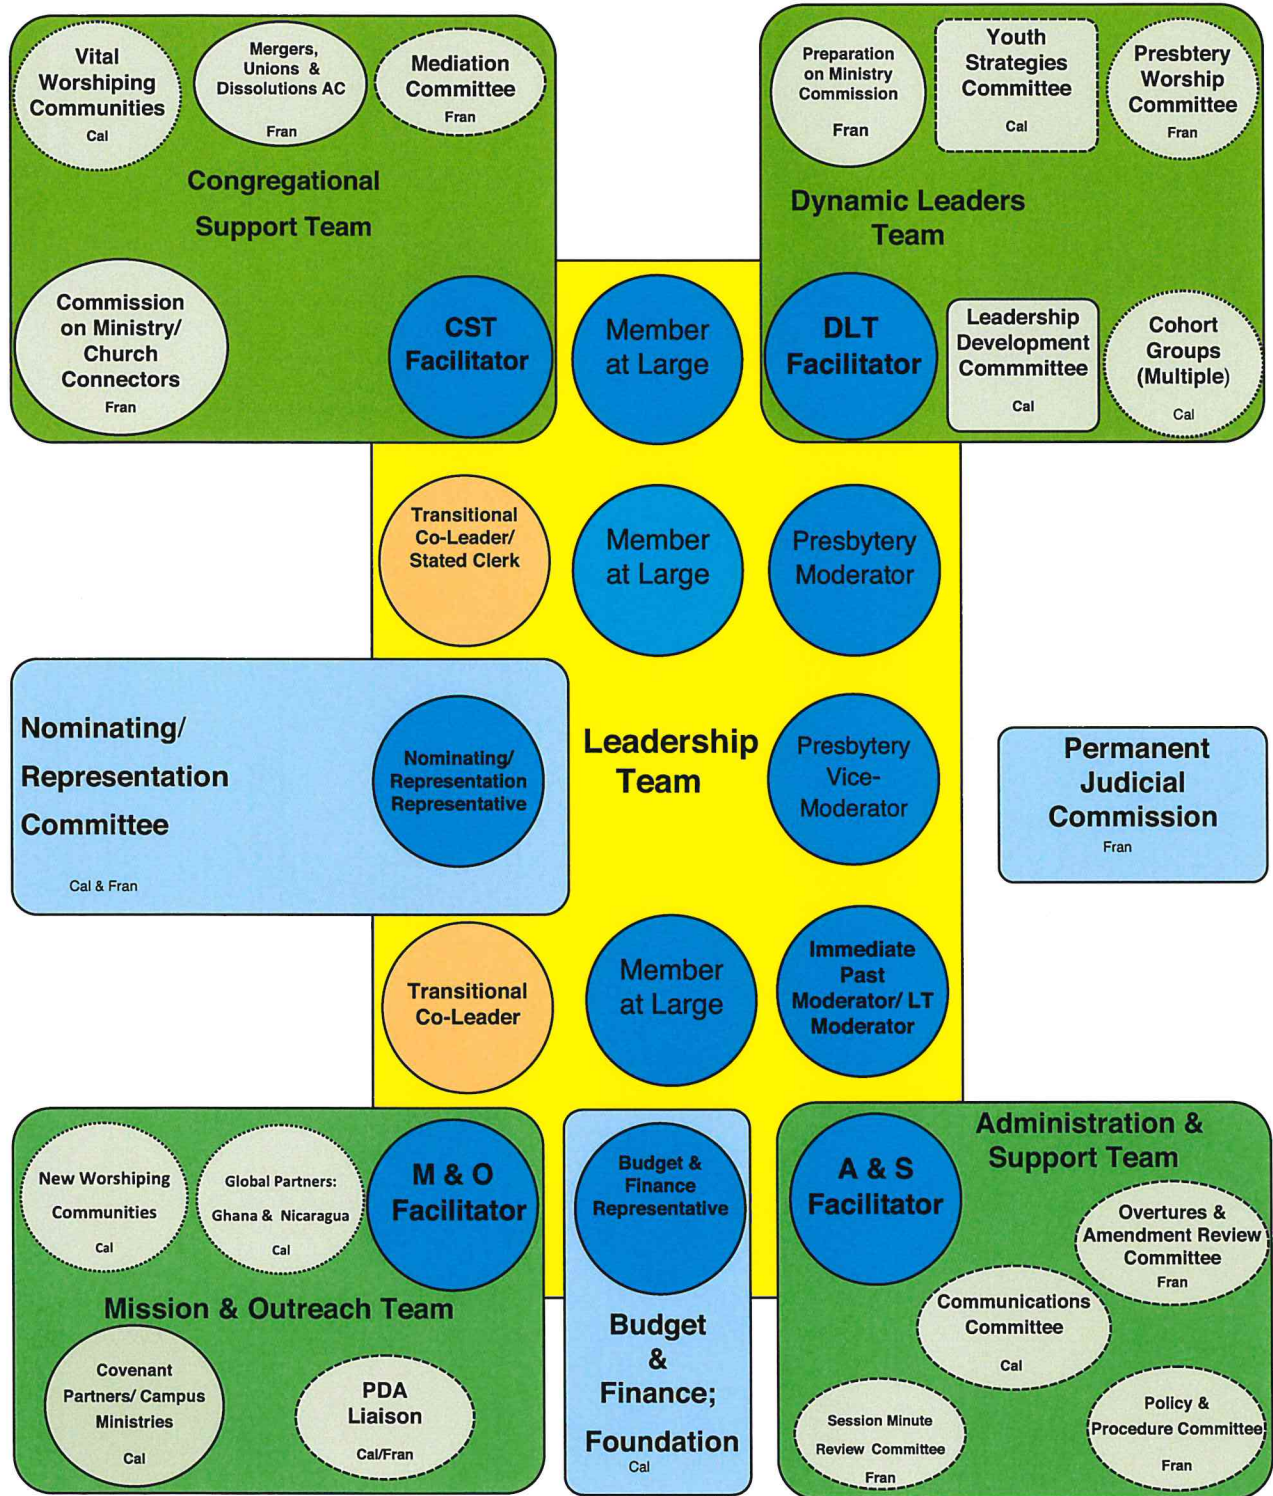 Vital
Worshiping
Communities
Cal
Mergers,
Unions &
Dissolutions AC
Fran
Mediation
Committee
Fran
Congregational
Support Team
Commission
on Ministry/
Church
Connectors
Fran
CST
Facilitator
Member
at Large
Preparation
on Ministry
Commission
Fran
Youth
Strategies
Committee
Cal
Presbtery
Worship
Committee
Fran
Dynamic Leaders
Team
DLT
Facilitator
Leadership
Development
Commmittee
Cal
Cohort
Groups
(Multiple)
Cal
Transitional
Co-Leader/
Stated Clerk
Member
at Large
Presbytery
Moderator
Nominating/
Representation
Committee
Cal & Fran
Nominating/
Representation
Representative
Leadership
Team
Presbytery
Vice-
Moderator
Permanent
Judicial
Commission
Fran
Transitional
Co-Leader
Member
at Large
Immediate
Past
Moderator/ LT
Moderator
New Worshiping
Communities
Cal
Global Partners:
Ghana & Nicaragua
Cal
M & O
Facilitator
Mission & Outreach Team
Covenant
Partners/ Campus
Ministries
Cal
PDA
Liaison
Cal/Fran
Budget &
Finance
Representative
Budget
&
Finance;
Foundation
Cal
A & S
Facilitator
Administration &
Support Team
Overtures &
Amendment Review
Committee
Fran
Communications
Committee
Cal
Session Minute
Review Committee
Fran
Policy &
Procedure Committee
Fran